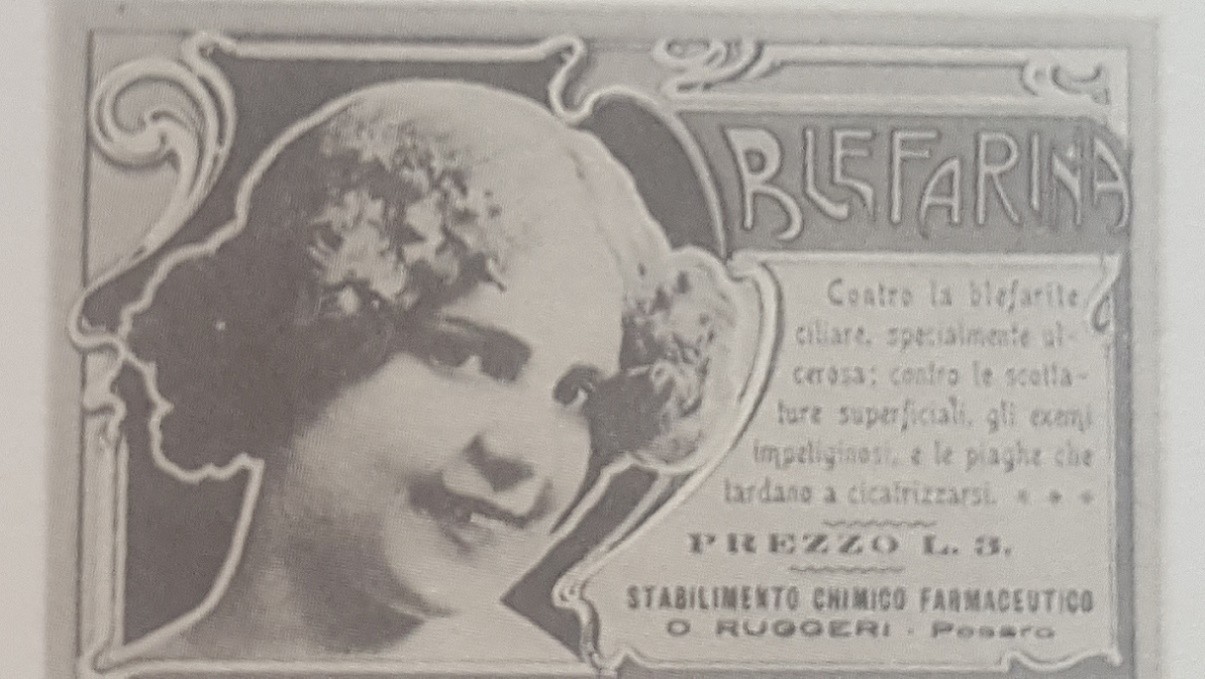 BLEFARINA
Contro la blefarite
ciliare, specialmente ul-
cerosa; contro le scotta-
ture superficiali, gli exemi
impetiginosi, e le piaghe che
tardano a cicatrizzarsi.
PREZZO L. 3.
STABILIMENTO CHIMICO FARMACEUTICO
O RUGGERI - Pesaro